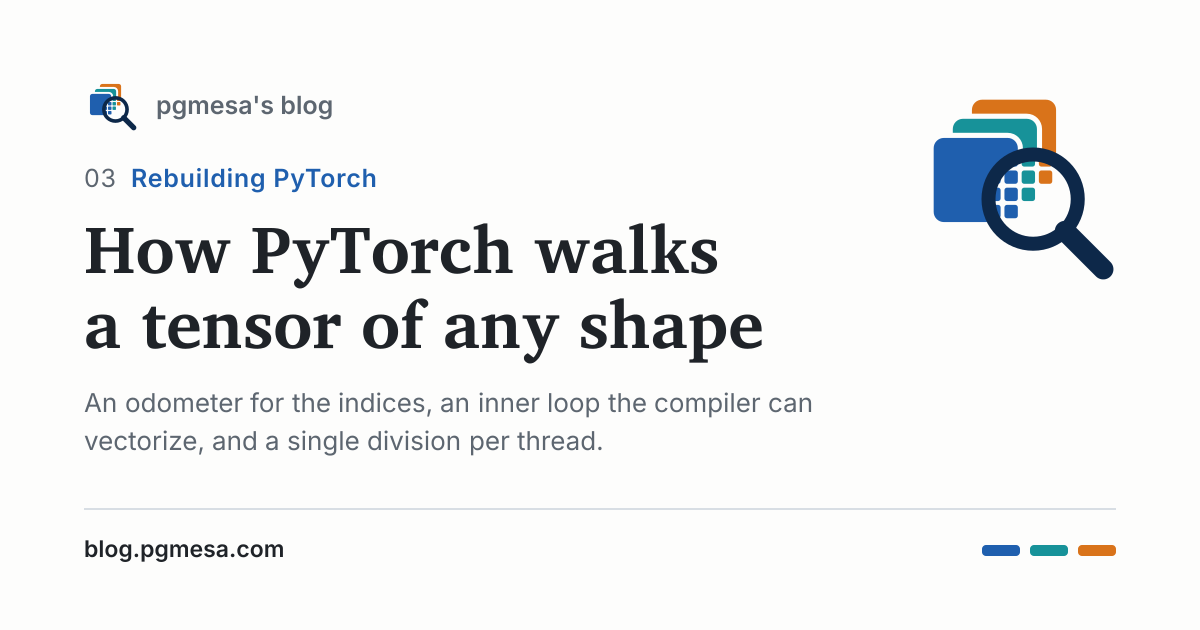 pgmesa's blog
03 Rebuilding PyTorch
How PyTorch walks
a tensor of any shape
An odometer for the indices, an inner loop the compiler can
vectorize, and a single division per thread.
blog.pgmesa.com